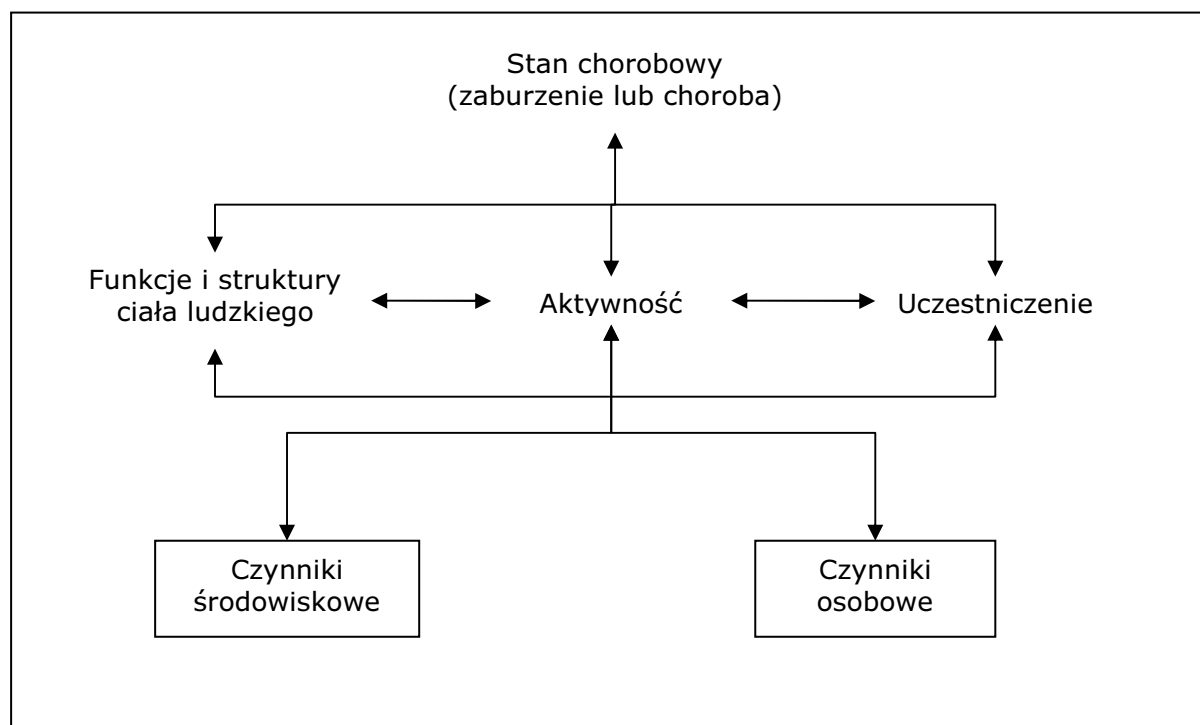 Stan chorobowy
(zaburzenie lub choroba)
Funkcje i struktury
ciała ludzkiego
Aktywność
Uczestniczenie
Czynniki
środowiskowe
Czynniki
osobowe